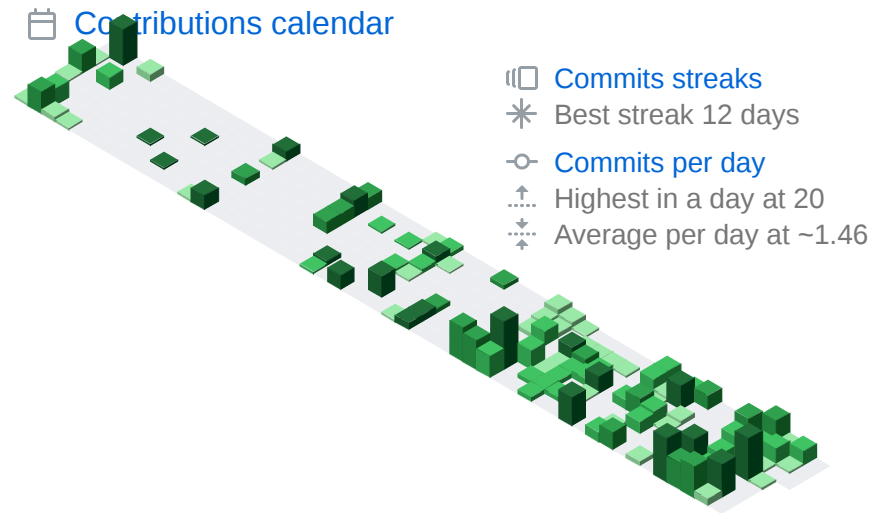 Contributions calendar
Commits streaks
Best streak 12 days
Commits per day
Highest in a day at 20
Average per day at ~1.46